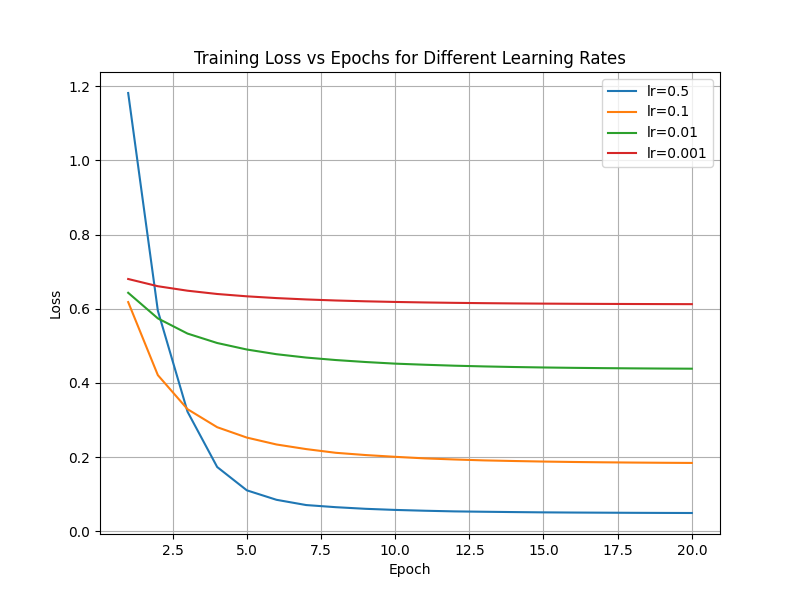 Training Loss vs Epochs for Different Learning Rates
lr=0.5
lr=0.1
lr=0.01
lr=0.001
1.2
1.0
0.8
0.6
0.4
0.2
0.0
Loss
2.5 5.0 7.5 10.0 12.5 15.0 17.5 20.0
Epoch